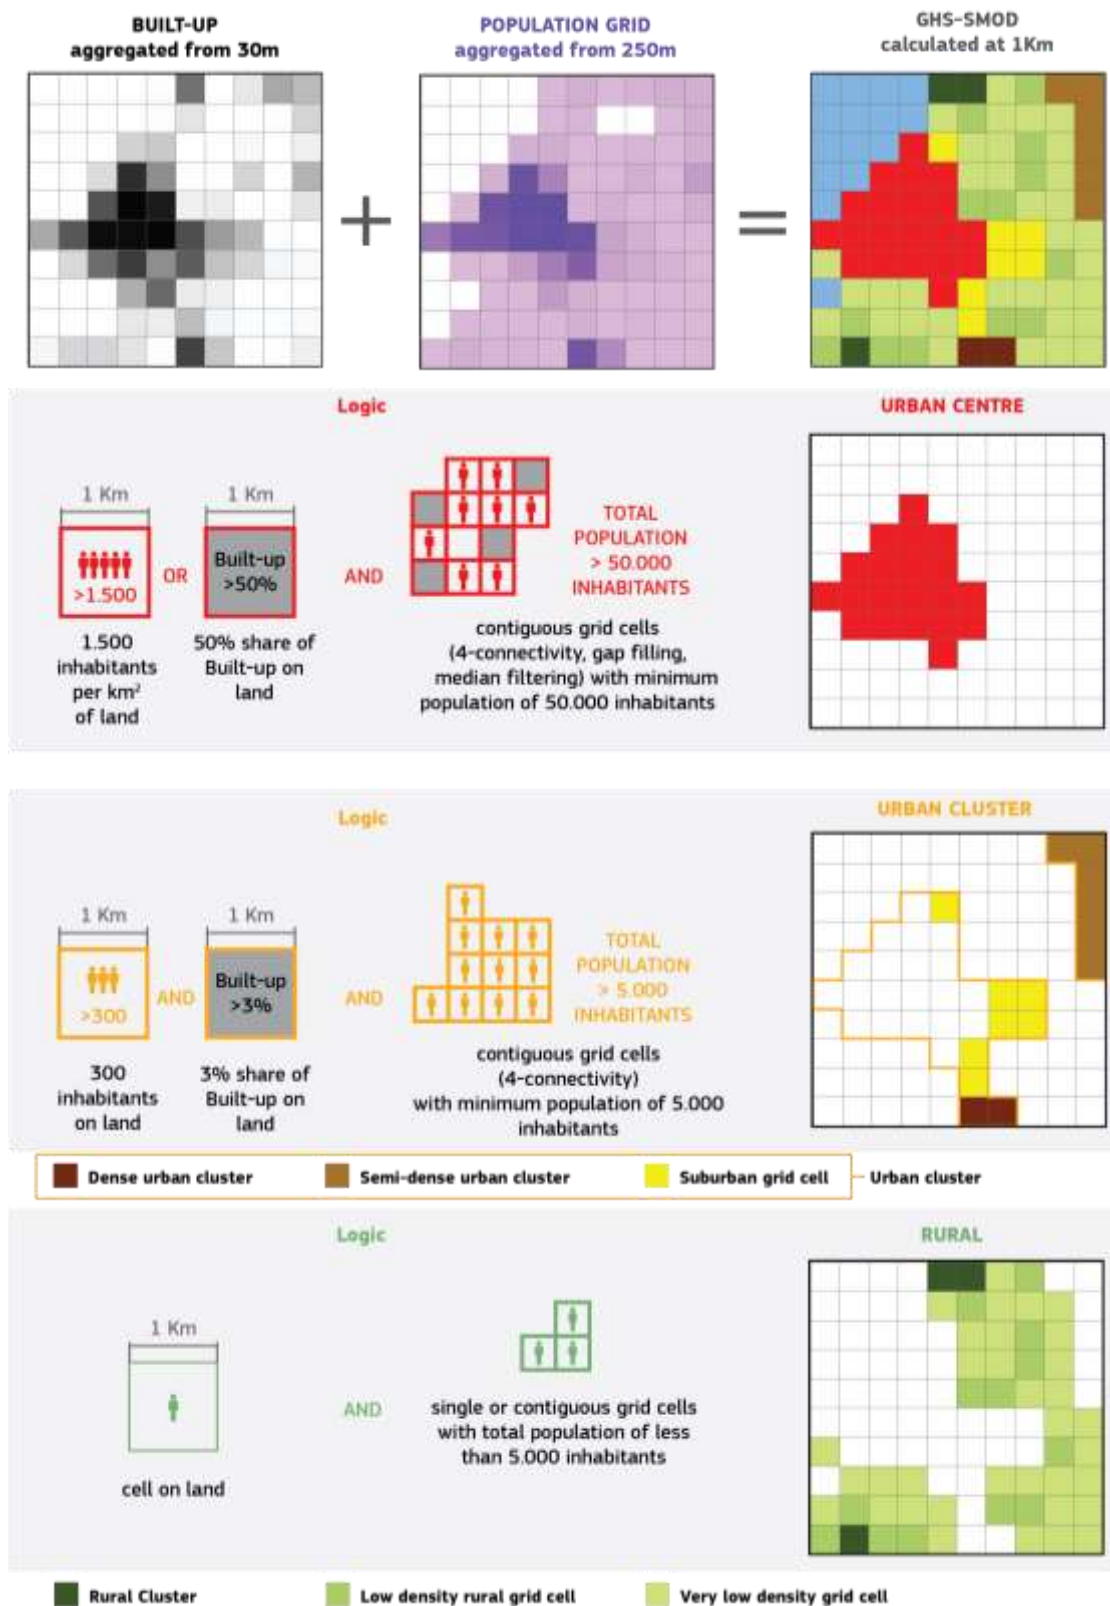 BUILT-UP
aggregated from 30m
POPULATION GRID
aggregated from 250m
GHS-SMOD
calculated at 1Km
Logic
URBAN CENTRE
1 Km
1 Km
>1.500
OR
Built-up
>50%
AND
TOTAL
POPULATION
> 50.000
INHABITANTS
1.500
inhabitants
per km²
of land
50% share of
Built-up on
land
contiguous grid cells
(4-connectivity, gap filling,
median filtering) with minimum
population of 50.000 inhabitants
Logic
URBAN CLUSTER
1 Km
1 Km
>300
AND
Built-up
>3%
AND
TOTAL
POPULATION
> 5.000
INHABITANTS
300
inhabitants
on land
3% share of
Built-up on
land
contiguous grid cells
(4-connectivity)
with minimum population of 5.000
inhabitants
Dense urban cluster
Semi-dense urban cluster
Suburban grid cell
Urban cluster
Logic
RURAL
1 Km
AND
cell on land
single or contiguous grid cells
with total population of less
than 5.000 inhabitants
Rural Cluster
Low density rural grid cell
Very low density grid cell